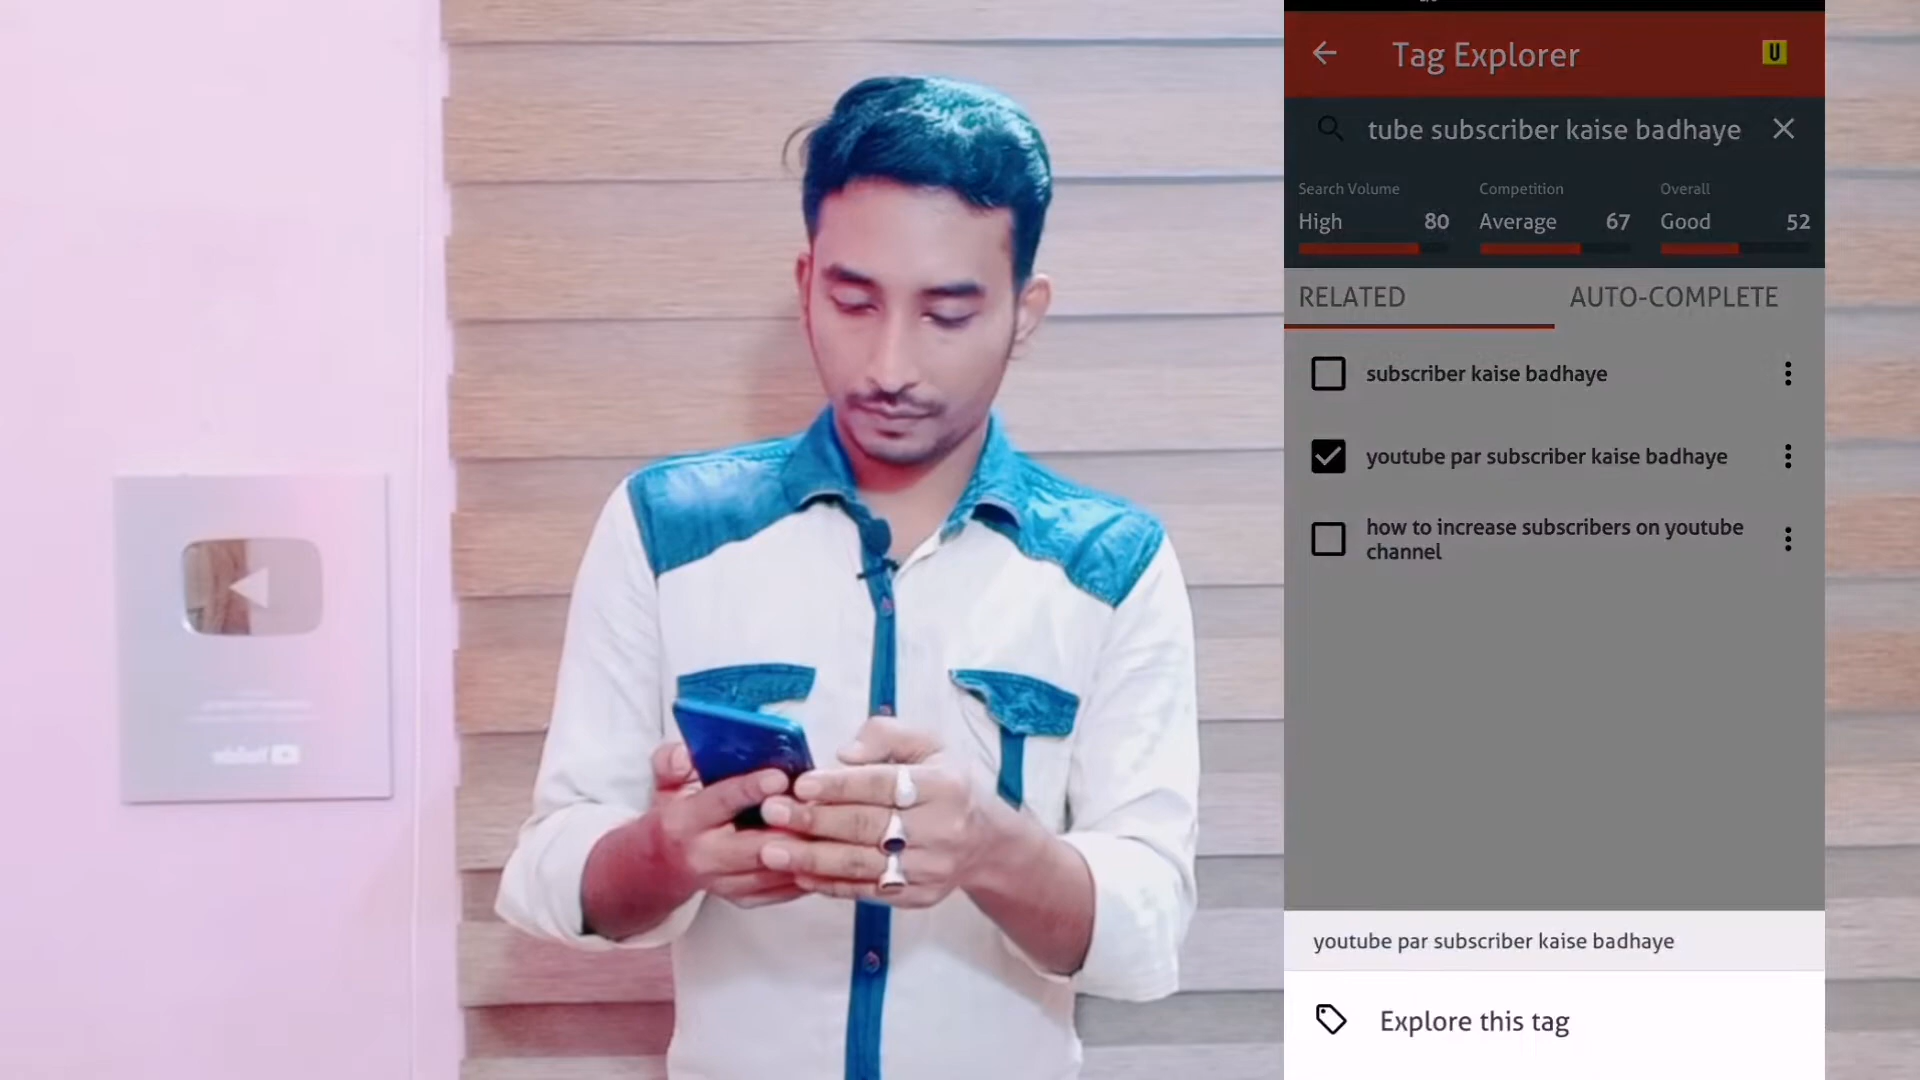 Tag Explorer
U
tube subscriber kaise badhaye
Search Volume
High 80
Competition
Average 67
Overall
Good 52
RELATED
AUTO-COMPLETE
subscriber kaise badhaye
youtube par subscriber kaise badhaye
how to increase subscribers on youtube
channel
youtube par subscriber kaise badhaye
Explore this tag